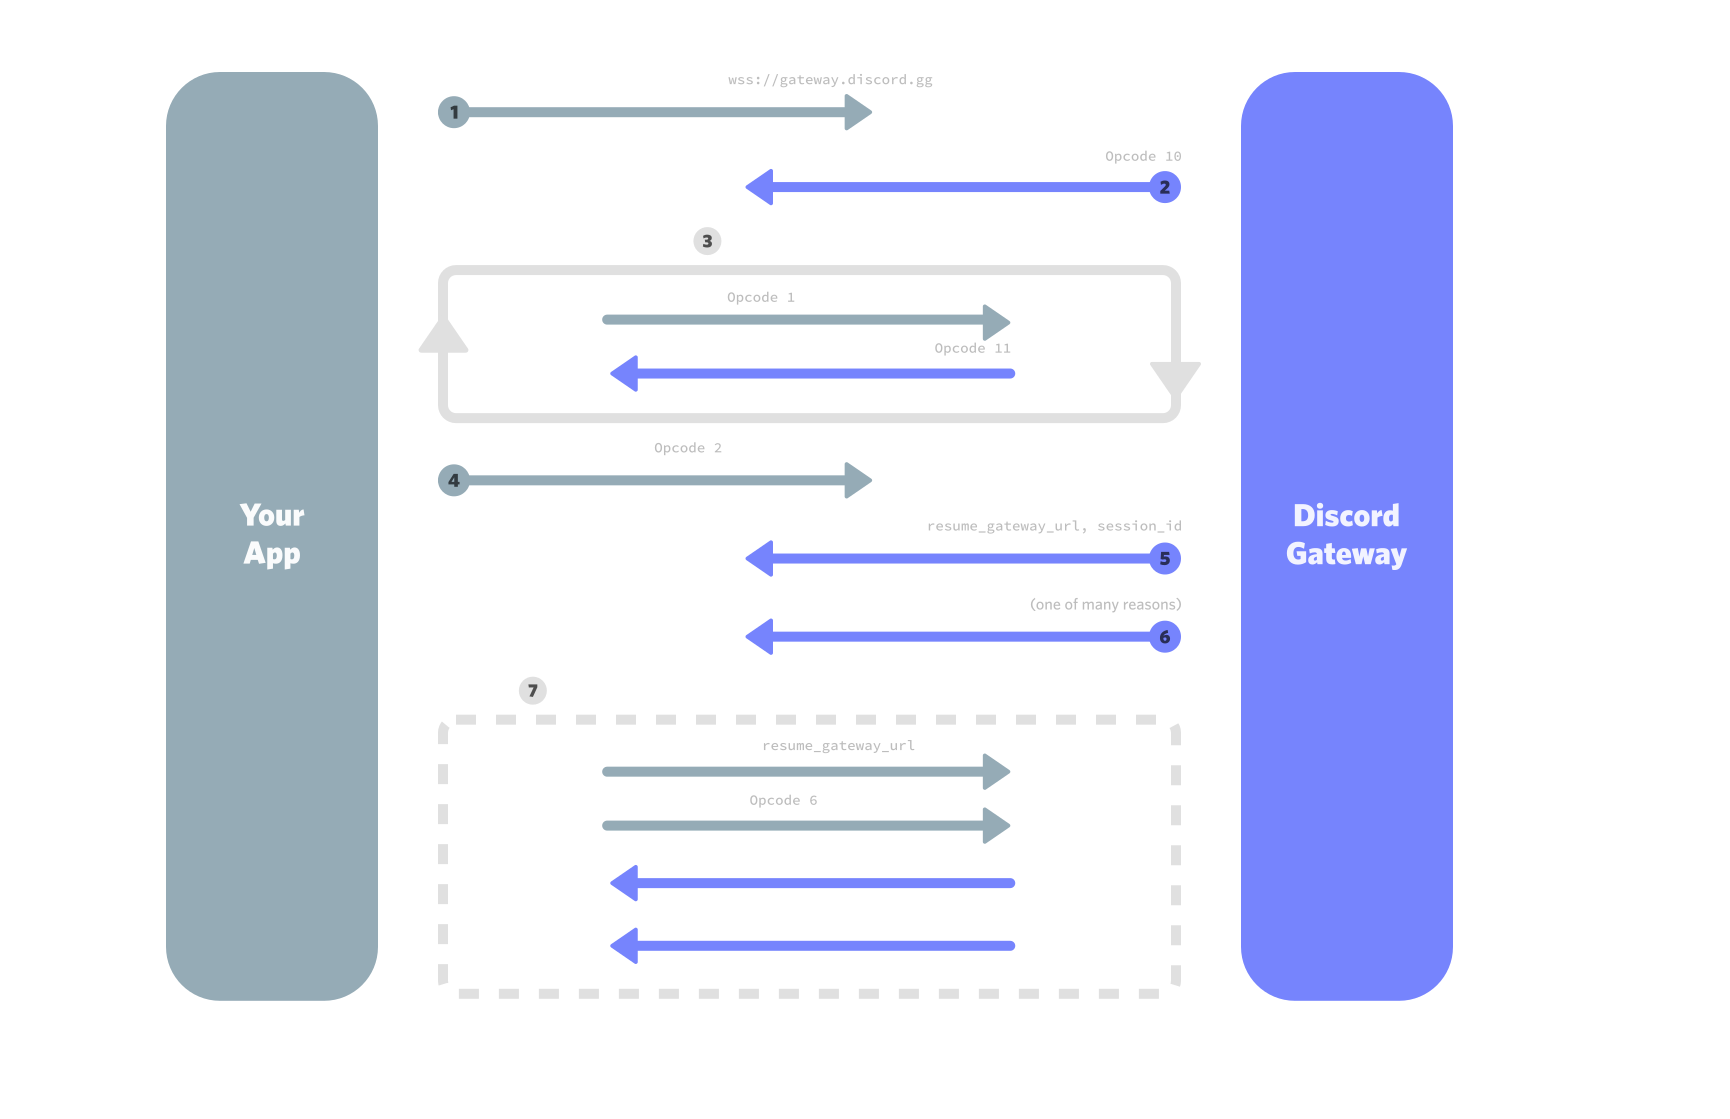 wss://gateway.discord.gg
1
Opcode 10
2
3
Opcode 1
Opcode 11
Opcode 2
4
Your
App
Discord
Gateway
resume_gateway_url, session_id
5
(one of many reasons)
6
7
resume_gateway_url
Opcode 6